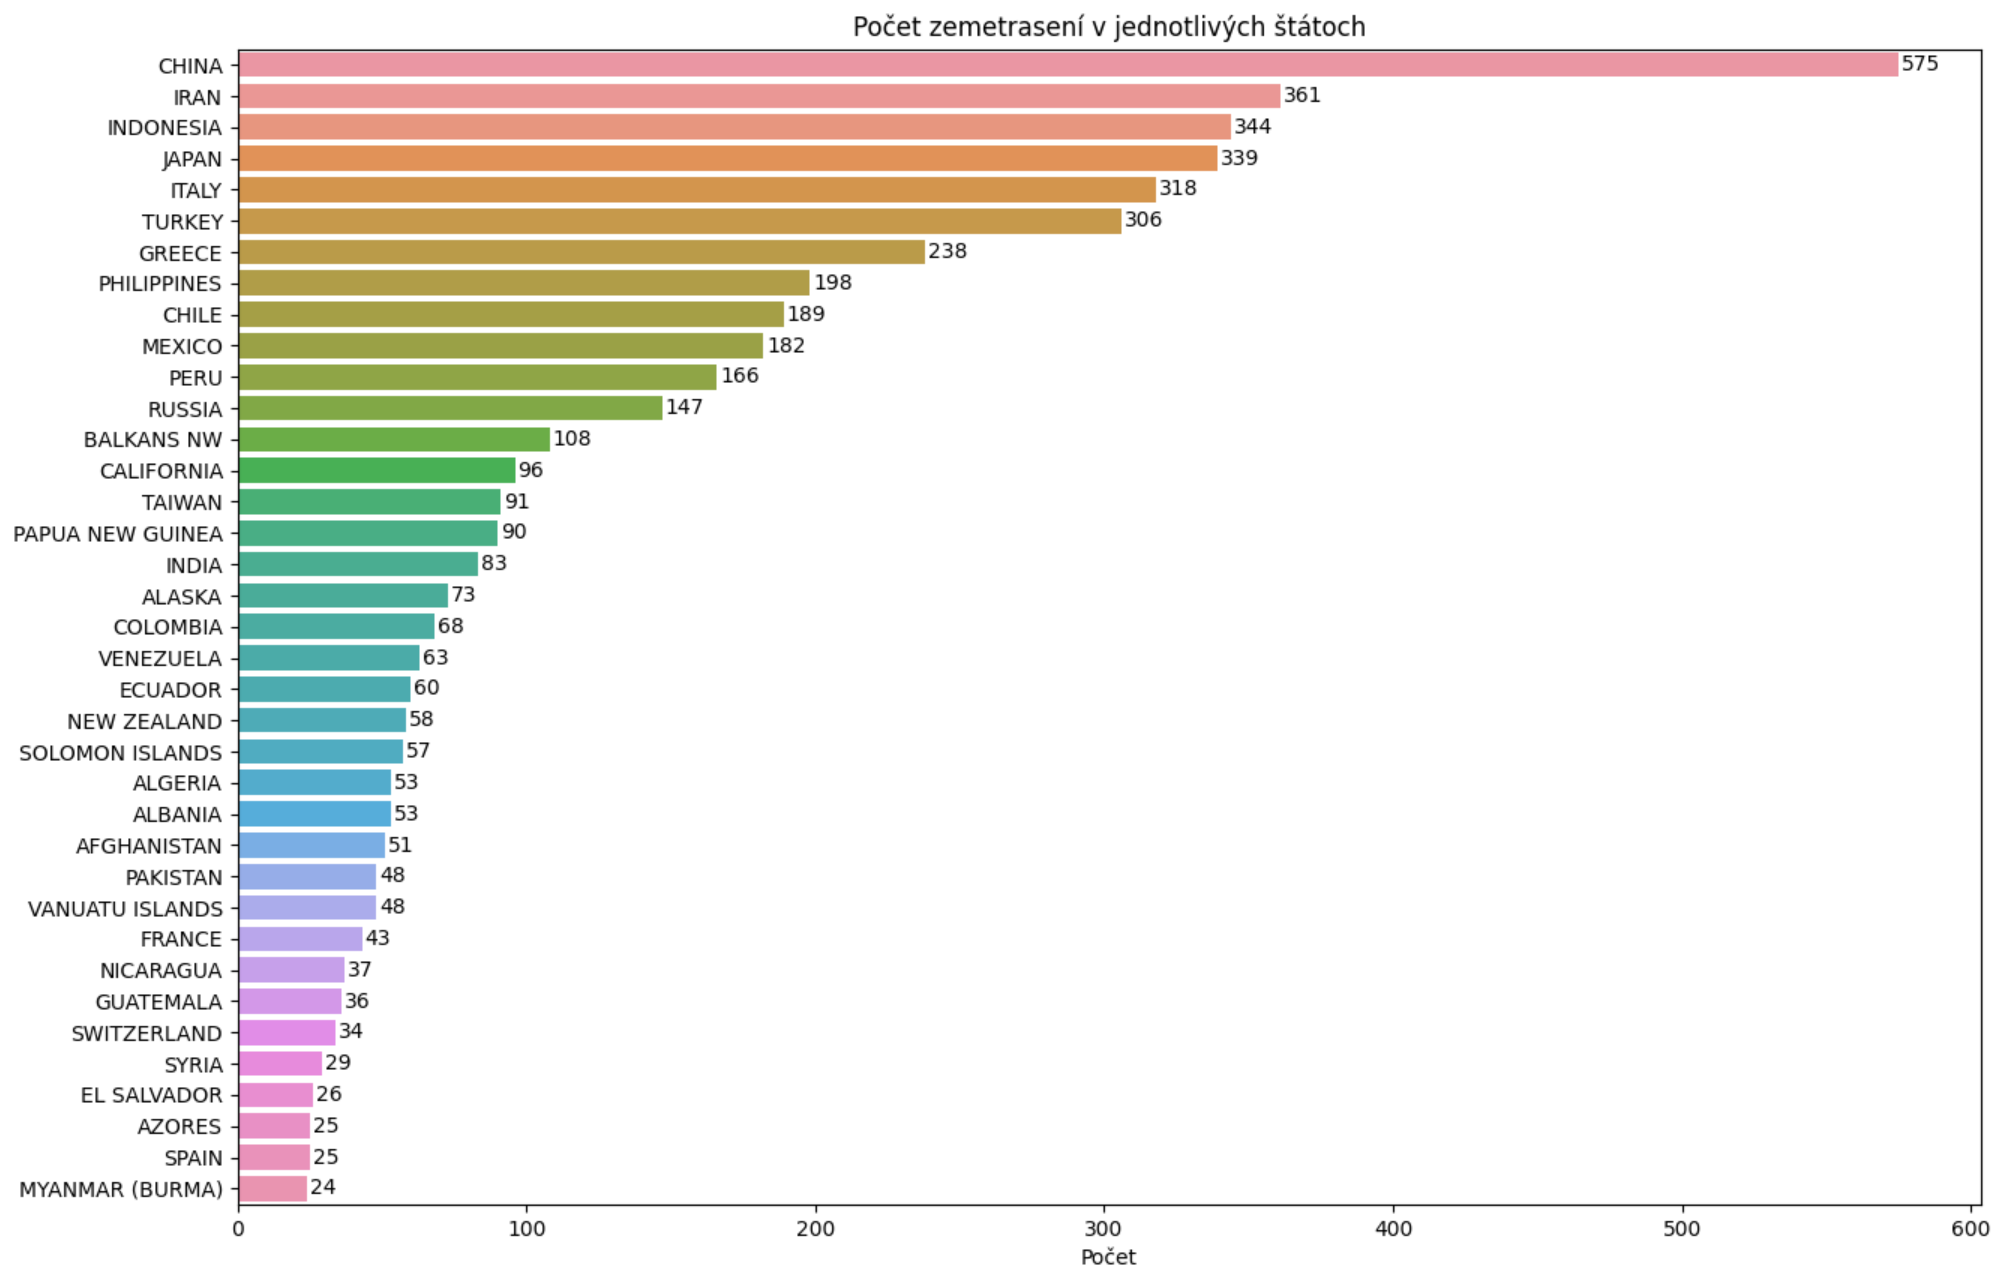 Počet zemetrasení v jednotlivých štátoch
CHINA 575
IRAN 361
INDONESIA 344
JAPAN 339
ITALY 318
TURKEY 306
GREECE 238
PHILIPPINES 198
CHILE 189
MEXICO 182
PERU 166
RUSSIA 147
BALKANS NW 108
CALIFORNIA 96
TAIWAN 91
PAPUA NEW GUINEA 90
INDIA 83
ALASKA 73
COLOMBIA 68
VENEZUELA 63
ECUADOR 60
NEW ZEALAND 58
SOLOMON ISLANDS 57
ALGERIA 53
ALBANIA 53
AFGHANISTAN 51
PAKISTAN 48
VANUATU ISLANDS 48
FRANCE 43
NICARAGUA 37
GUATEMALA 36
SWITZERLAND 34
SYRIA 29
EL SALVADOR 26
AZORES 25
SPAIN 25
MYANMAR (BURMA) 24
0 100 200 300 400 500 600
Počet